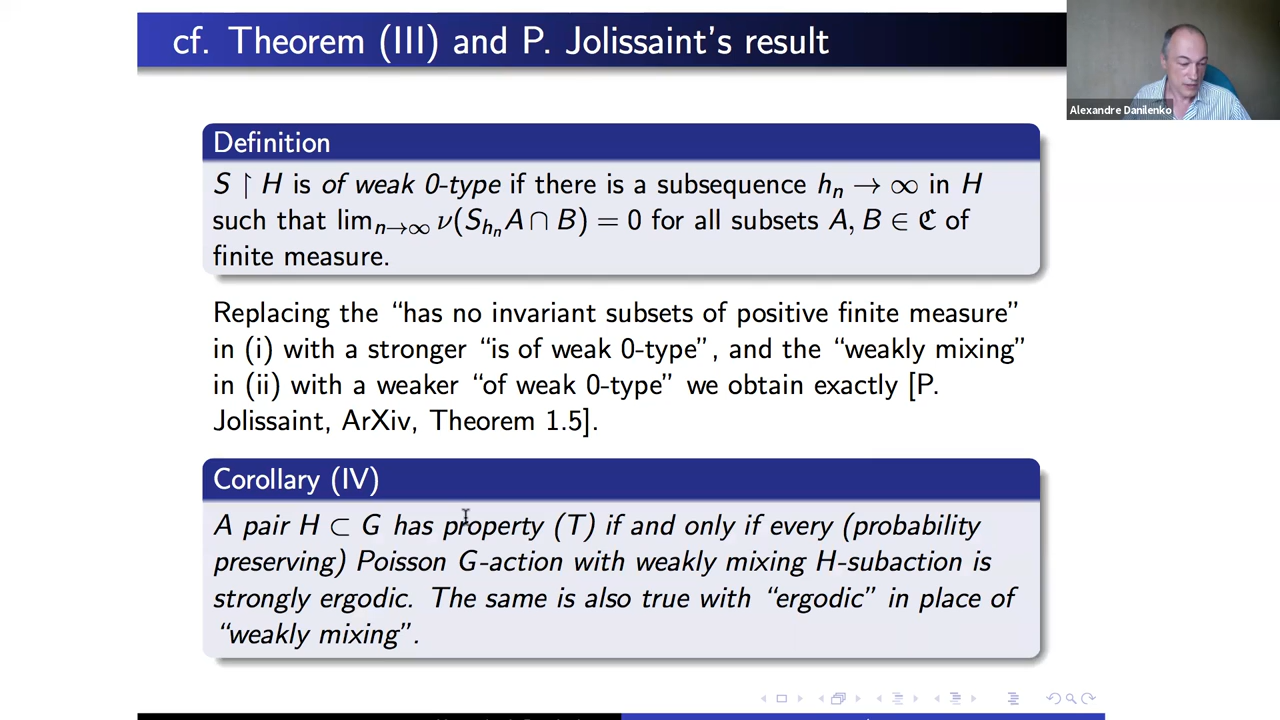 cf. Theorem (III) and P. Jolissaint's result
Alexandre Danilenko
Definition
S ↾ H is of weak 0-type if there is a subsequence hₙ → ∞ in H
such that limₙ→∞ ν(S_{hₙ}A ∩ B) = 0 for all subsets A, B ∈ ℭ of
finite measure.
Replacing the “has no invariant subsets of positive finite measure”
in (i) with a stronger “is of weak 0-type”, and the “weakly mixing”
in (ii) with a weaker “of weak 0-type” we obtain exactly [P.
Jolissaint, ArXiv, Theorem 1.5].
Corollary (IV)
A pair H ⊂ G has property (T) if and only if every (probability
preserving) Poisson G-action with weakly mixing H-subaction is
strongly ergodic. The same is also true with “ergodic” in place of
“weakly mixing”.